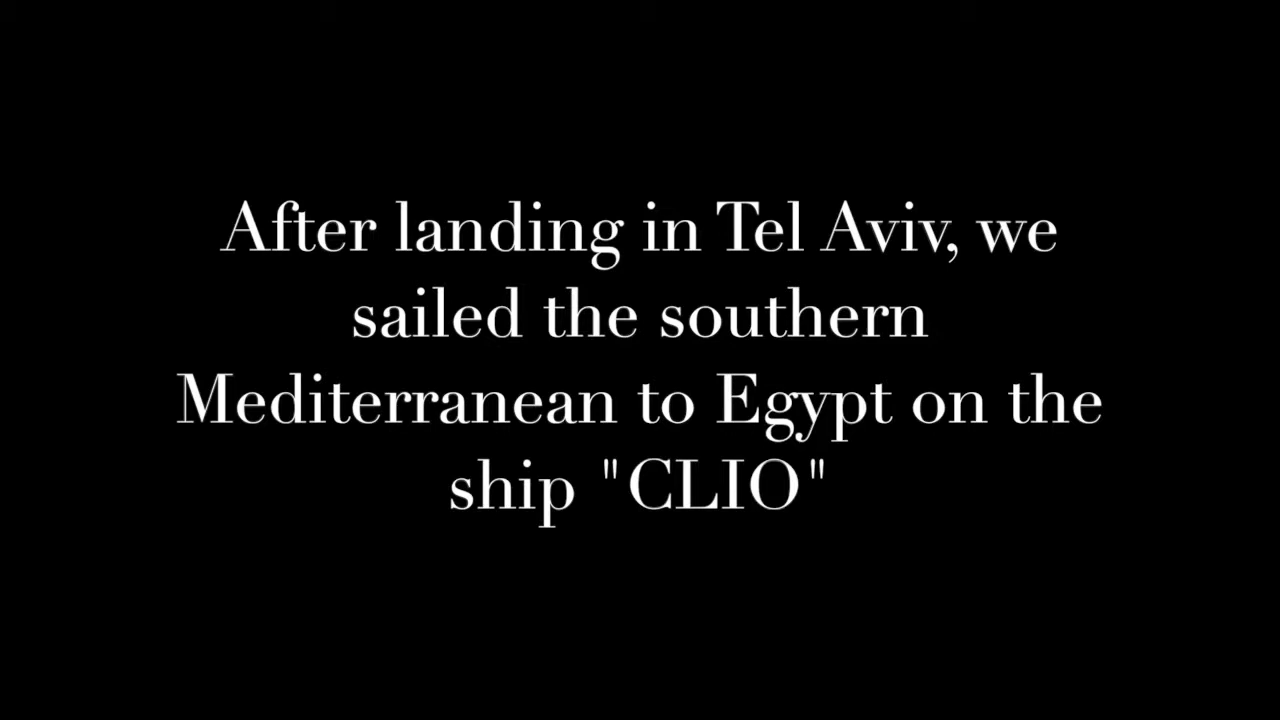 After landing in Tel Aviv, we
sailed the southern
Mediterranean to Egypt on the
ship "CLIO"